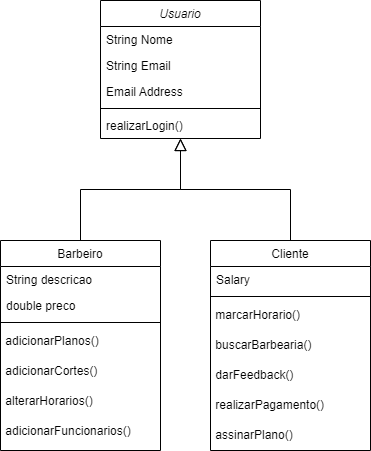 Usuario
String Nome
String Email
Email Address
realizarLogin()
Barbeiro
String descricao
double preco
adicionarPlanos()
adicionarCortes()
alterarHorarios()
adicionarFuncionarios()
Cliente
Salary
marcarHorario()
buscarBarbearia()
darFeedback()
realizarPagamento()
assinarPlano()